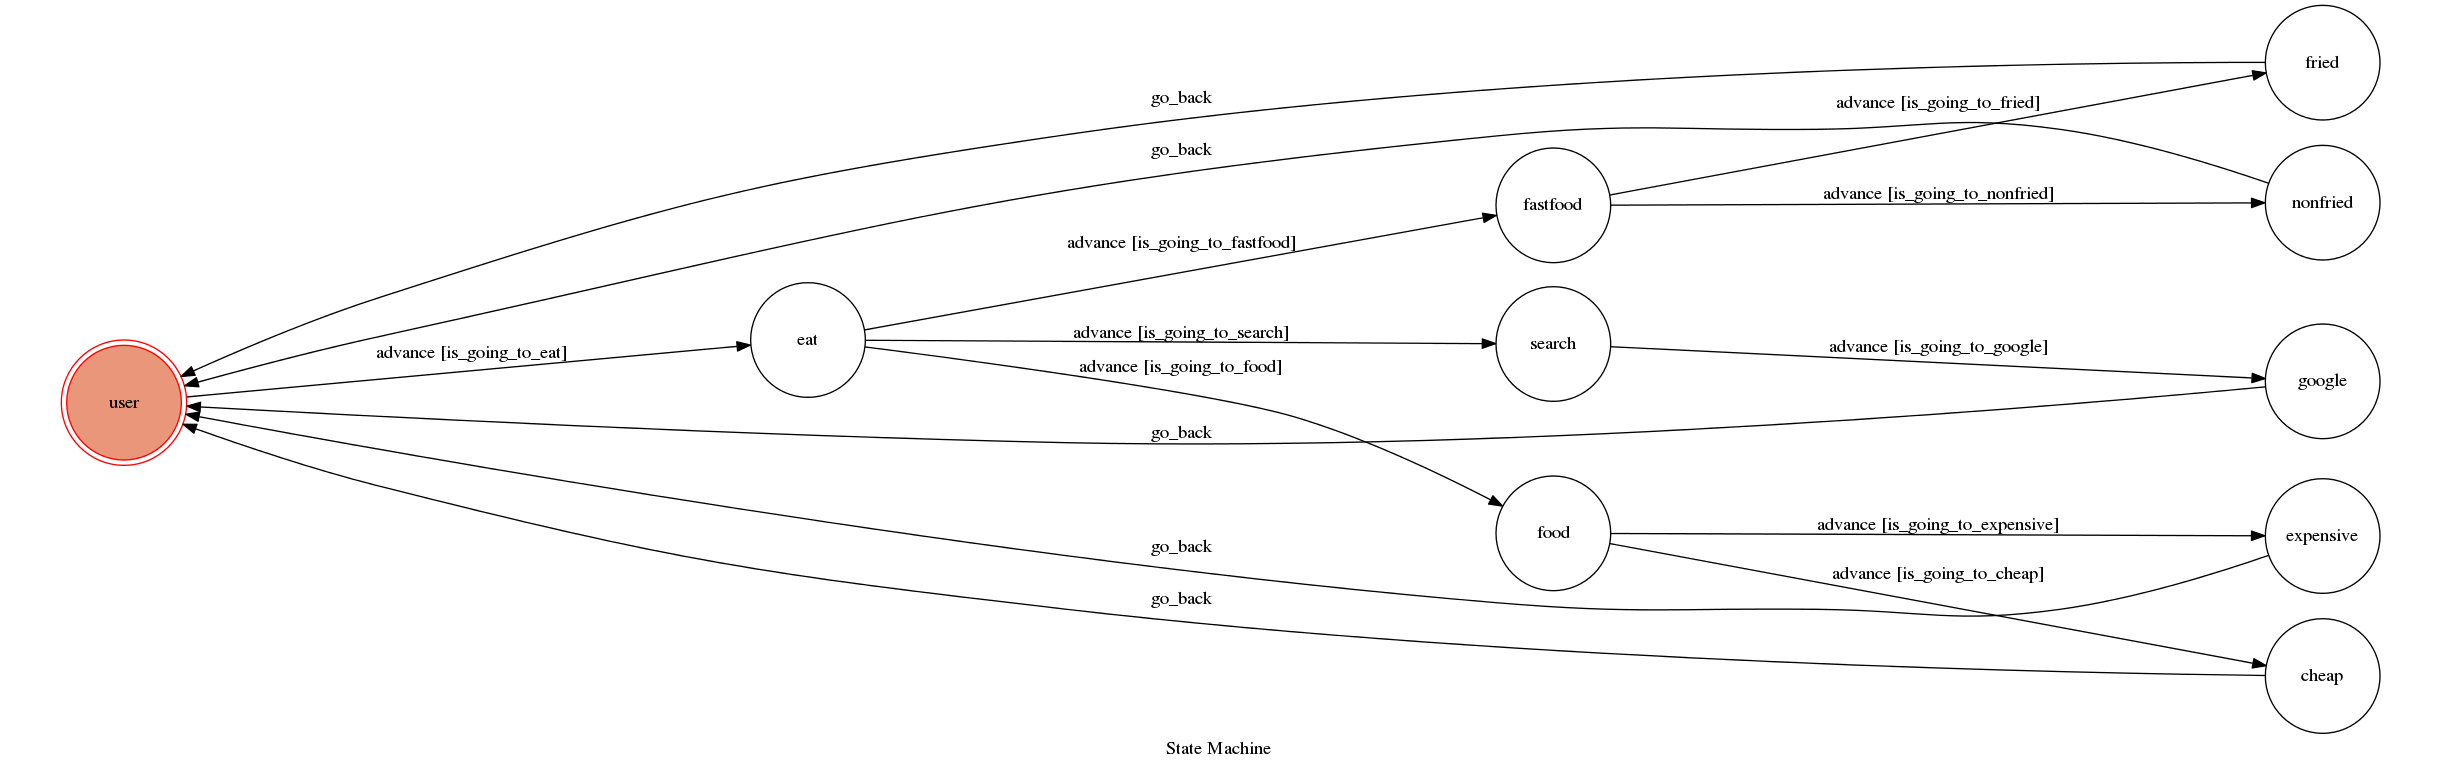 fried
go_back
advance [is_going_to_fried]
go_back
advance [is_going_to_nonfried]
nonfried
fastfood
advance [is_going_to_fastfood]
advance [is_going_to_search]
eat
search
advance [is_going_to_google]
advance [is_going_to_eat]
advance [is_going_to_food]
google
user
go_back
advance [is_going_to_expensive]
food
expensive
go_back
advance [is_going_to_cheap]
go_back
cheap
State Machine